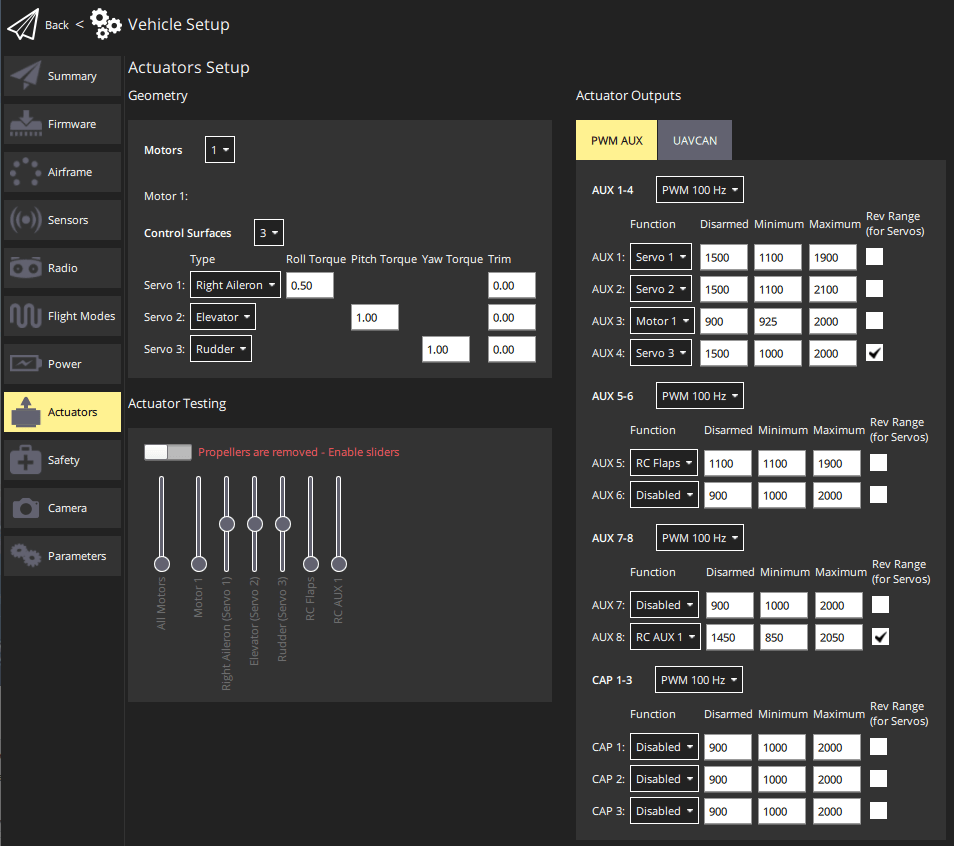 Back < Vehicle Setup
Summary
Firmware
Airframe
Sensors
Radio
Flight Modes
Power
Actuators
Safety
Camera
Parameters
Actuators Setup
Geometry
Motors 1
Motor 1:
Control Surfaces 3
Type Roll Torque Pitch Torque Yaw Torque Trim
Servo 1: Right Aileron 0.50 0.00
Servo 2: Elevator 1.00 0.00
Servo 3: Rudder 1.00 0.00
Actuator Testing
Propellers are removed - Enable sliders
All Motors
Motor 1
Right Aileron (Servo 1)
Elevator (Servo 2)
Rudder (Servo 3)
RC Flaps
RC AUX 1
Actuator Outputs
PWM AUX UAVCAN
AUX 1-4 PWM 100 Hz
Function Disarmed Minimum Maximum Rev Range
(for Servos)
AUX 1: Servo 1 1500 1100 1900
AUX 2: Servo 2 1500 1100 2100
AUX 3: Motor 1 900 925 2000
AUX 4: Servo 3 1500 1000 2000
AUX 5-6 PWM 100 Hz
Function Disarmed Minimum Maximum Rev Range
(for Servos)
AUX 5: RC Flaps 1100 1100 1900
AUX 6: Disabled 900 1000 2000
AUX 7-8 PWM 100 Hz
Function Disarmed Minimum Maximum Rev Range
(for Servos)
AUX 7: Disabled 900 1000 2000
AUX 8: RC AUX 1 1450 850 2050
CAP 1-3 PWM 100 Hz
Function Disarmed Minimum Maximum Rev Range
(for Servos)
CAP 1: Disabled 900 1000 2000
CAP 2: Disabled 900 1000 2000
CAP 3: Disabled 900 1000 2000